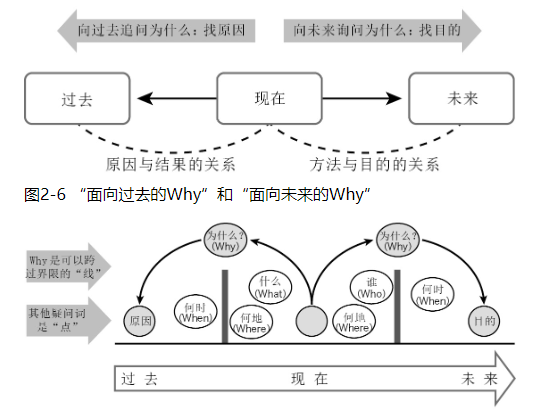 向过去追问为什么：找原因
向未来询问为什么：找目的
过去
现在
未来
原因与结果的关系
方法与目的的关系
图2-6 “面向过去的Why”和“面向未来的Why”
Why是可以跨
过界限的“线”
其他疑问词
是“点”
为什么？
(Why)
为什么？
(Why)
原因
何时
(When)
什么
(What)
何地
(Where)
谁
(Who)
何地
(Where)
何时
(When)
目的
过去
现在
未来